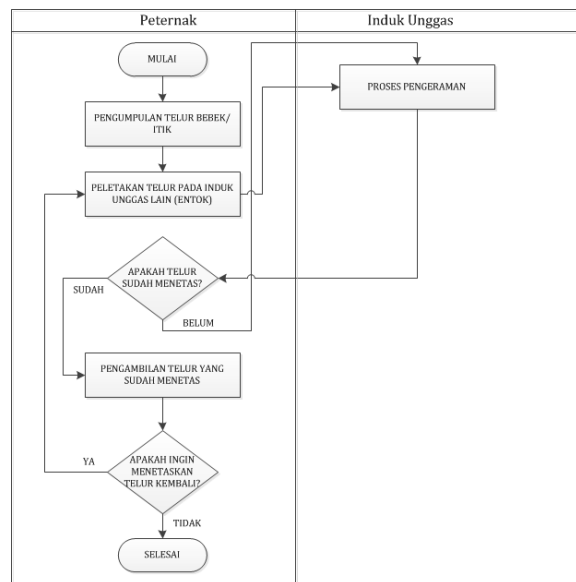 Peternak
Induk Unggas
MULAI
PROSES PENGERAMAN
PENGUMPULAN TELUR BEBEK/
ITIK
PELETAKAN TELUR PADA INDUK
UNGGAS LAIN (ENTOK)
APAKAH TELUR
SUDAH MENETAS?
SUDAH
BELUM
PENGAMBILAN TELUR YANG
SUDAH MENETAS
APAKAH INGIN
MENETASKAN
TELUR KEMBALI?
YA
TIDAK
SELESAI